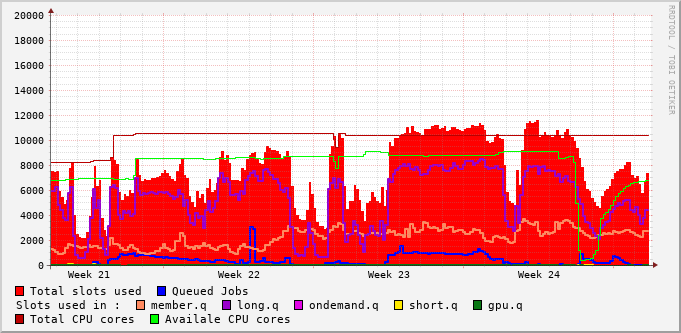 RRDTOOL / TOBI OETIKER
20000
18000
16000
14000
12000
10000
8000
6000
4000
2000
0
Week 21 Week 22 Week 23 Week 24
Total slots used Queued Jobs
Slots used in : member.q long.q ondemand.q short.q gpu.q
Total CPU cores Availale CPU cores